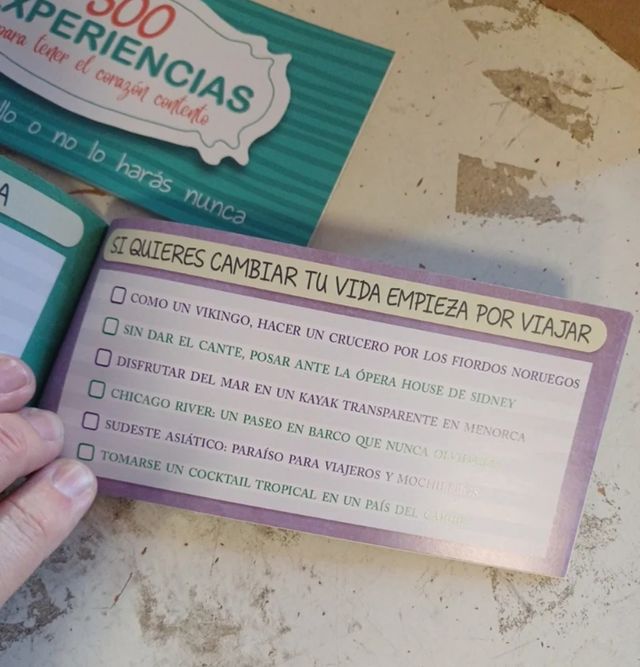 500
EXPERIENCIAS
para tener el corazón contento
llo o no lo harás nunca
A
SI QUIERES CAMBIAR TU VIDA EMPIEZA POR VIAJAR
COMO UN VIKINGO, HACER UN CRUCERO POR LOS FIORDOS NORUEGOS
SIN DAR EL CANTE, POSAR ANTE LA ÓPERA HOUSE DE SIDNEY
DISFRUTAR DEL MAR EN UN KAYAK TRANSPARENTE EN MENORCA
CHICAGO RIVER: UN PASEO EN BARCO QUE NUNCA OLVIDARÁS
SUDESTE ASIÁTICO: PARAÍSO PARA VIAJEROS Y MOCHILEROS
TOMARSE UN COCKTAIL TROPICAL EN UN PAÍS DEL CARIBE